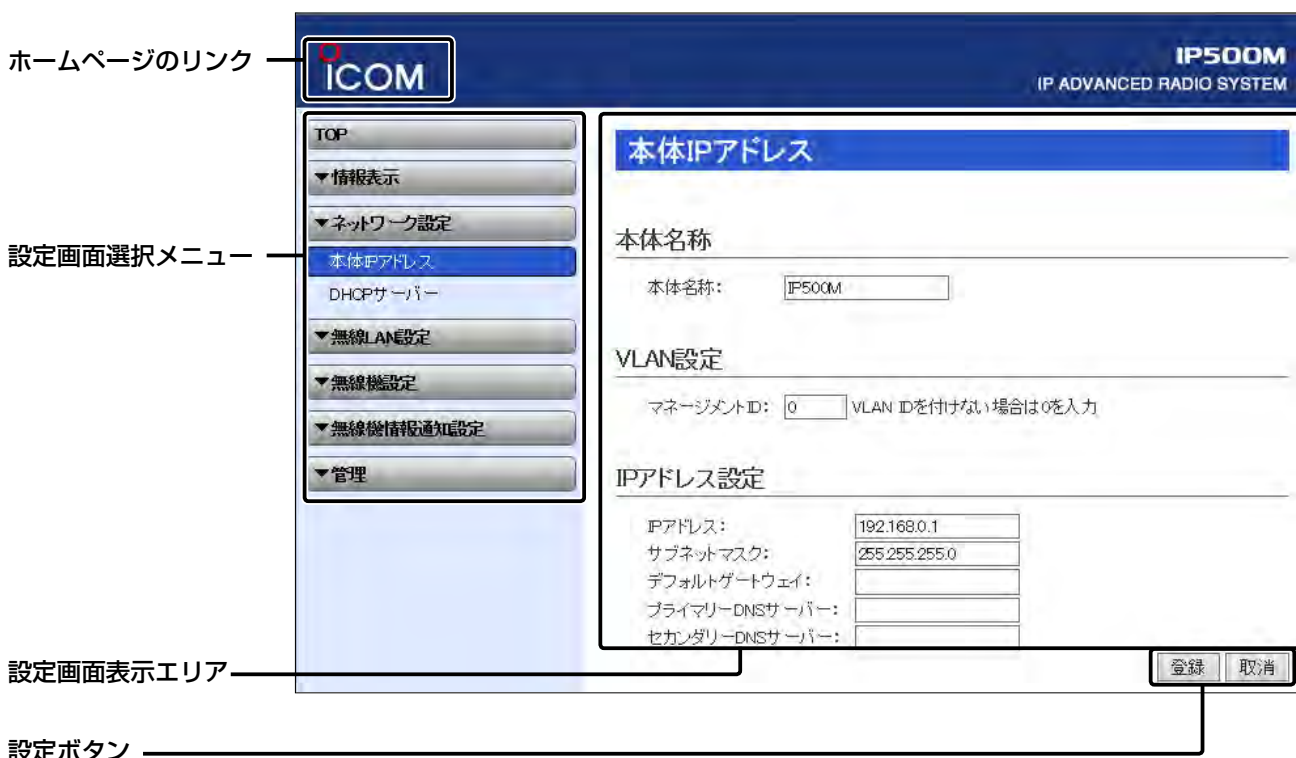 ホームページのリンク
ICOM
IP500M
IP ADVANCED RADIO SYSTEM
設定画面選択メニュー
TOP
▼情報表示
▼ネットワーク設定
本体IPアドレス
DHCPサーバー
▼無線LAN設定
▼無線機設定
▼無線機情報通知設定
▼管理
本体IPアドレス
本体名称
本体名称： IP500M
VLAN設定
マネージメントID： 0 VLAN IDを付けない場合は0を入力
IPアドレス設定
IPアドレス： 192.168.0.1
サブネットマスク： 255.255.255.0
デフォルトゲートウェイ：
プライマリーDNSサーバー：
セカンダリーDNSサーバー：
設定画面表示エリア
登録 取消
設定ボタン